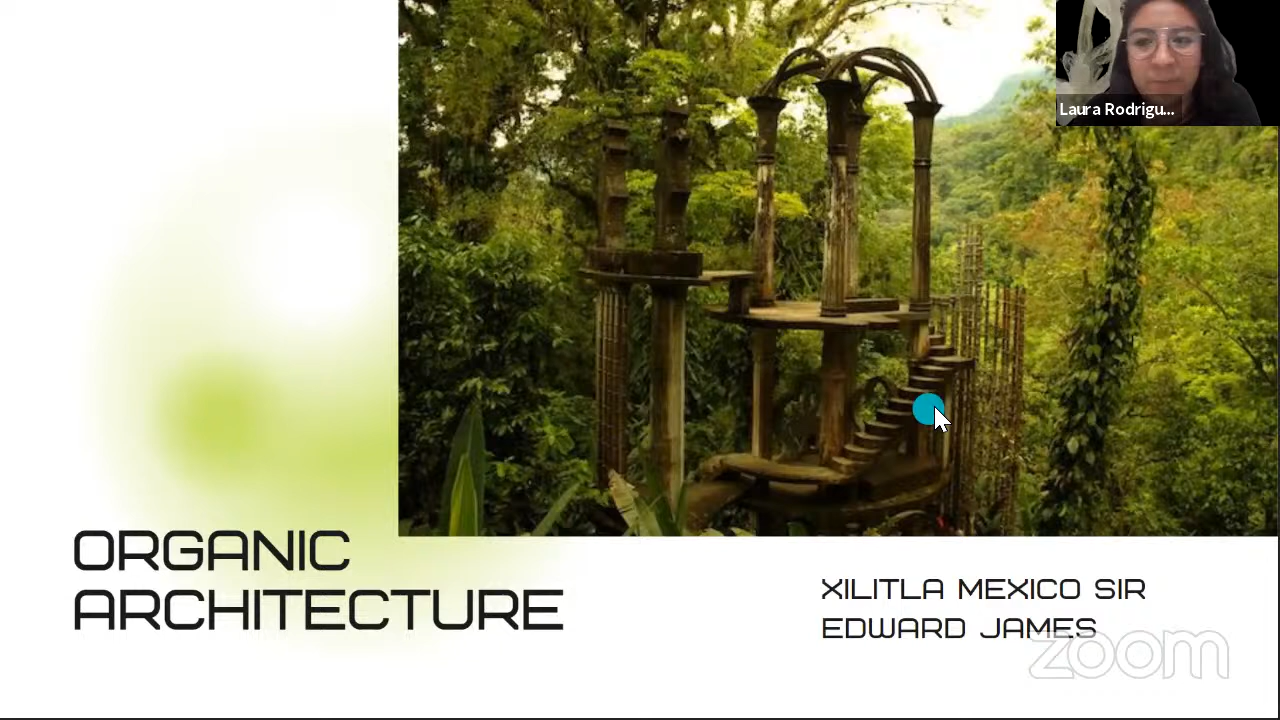 Laura Rodrigu...
ORGANIC
ARCHITECTURE
XILITLA MEXICO SIR
EDWARD JAMES
zoom